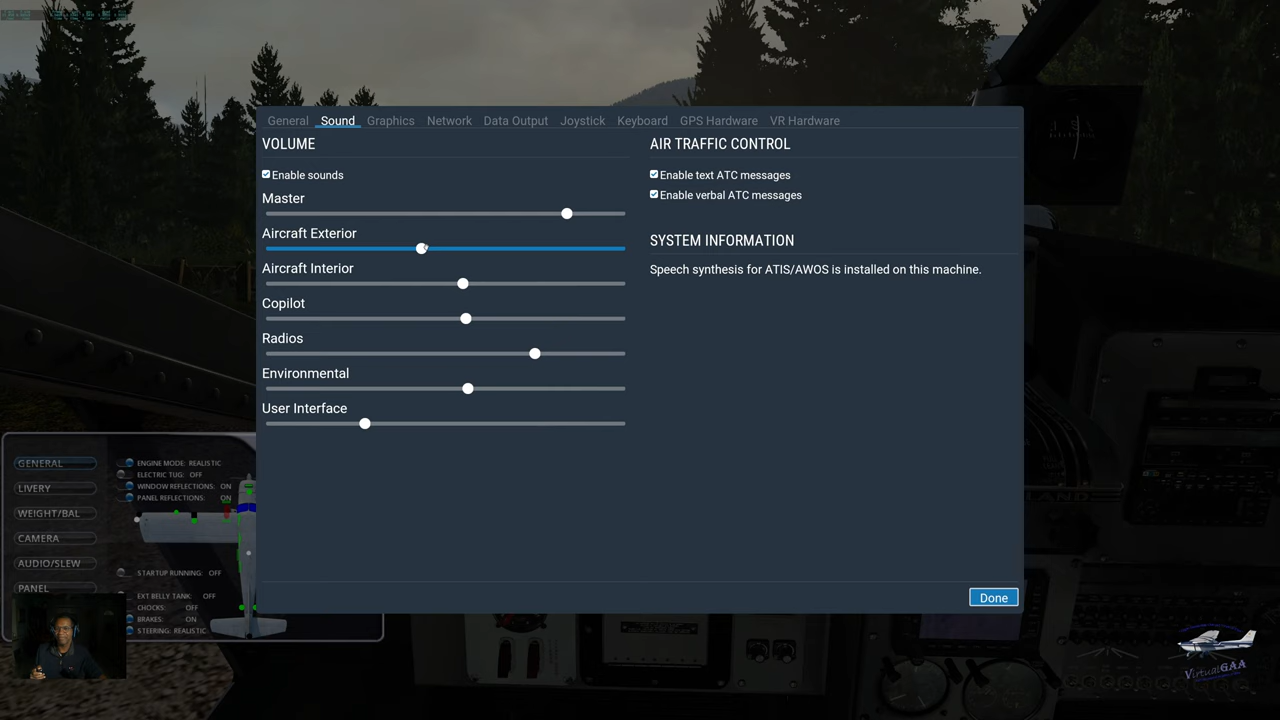 General Sound Graphics Network Data Output Joystick Keyboard GPS Hardware VR Hardware
VOLUME
Enable sounds
Master
Aircraft Exterior
Aircraft Interior
Copilot
Radios
Environmental
User Interface
AIR TRAFFIC CONTROL
Enable text ATC messages
Enable verbal ATC messages
SYSTEM INFORMATION
Speech synthesis for ATIS/AWOS is installed on this machine.
Done
GENERAL
LIVERY
WEIGHT/BAL
CAMERA
AUDIO/SLEW
PANEL
ENGINE MODE: REALISTIC
ELECTRIC TUG: OFF
WINDOW REFLECTIONS: ON
PANEL REFLECTIONS: ON
STARTUP RUNNING: OFF
EXT BELLY TANK: OFF
CHOCKS: OFF
BRAKES: ON
STEERING: REALISTIC
Virtual GAA